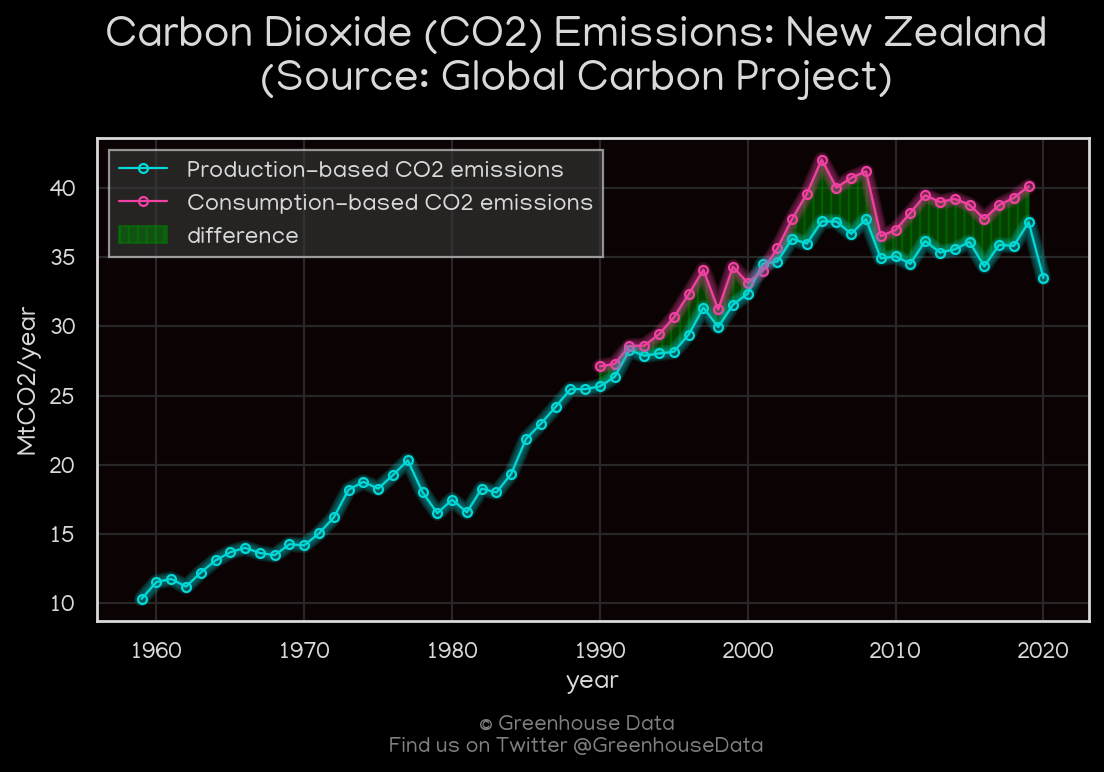 Carbon Dioxide (CO2) Emissions: New Zealand
(Source: Global Carbon Project)
Production-based CO2 emissions
Consumption-based CO2 emissions
difference
MtCO2/year
40
35
30
25
20
15
10
1960 1970 1980 1990 2000 2010 2020
year
© Greenhouse Data
Find us on Twitter @GreenhouseData